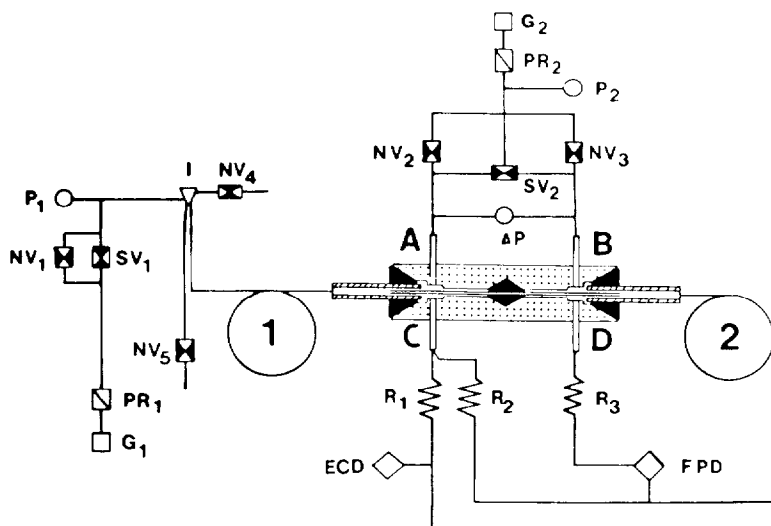 G2
PR2
P2
I
NV4
NV2
NV3
SV2
P1
ΔP
NV1
SV1
A
B
1
C
D
2
NV5
R1
R2
R3
PR1
G1
ECD
FPD